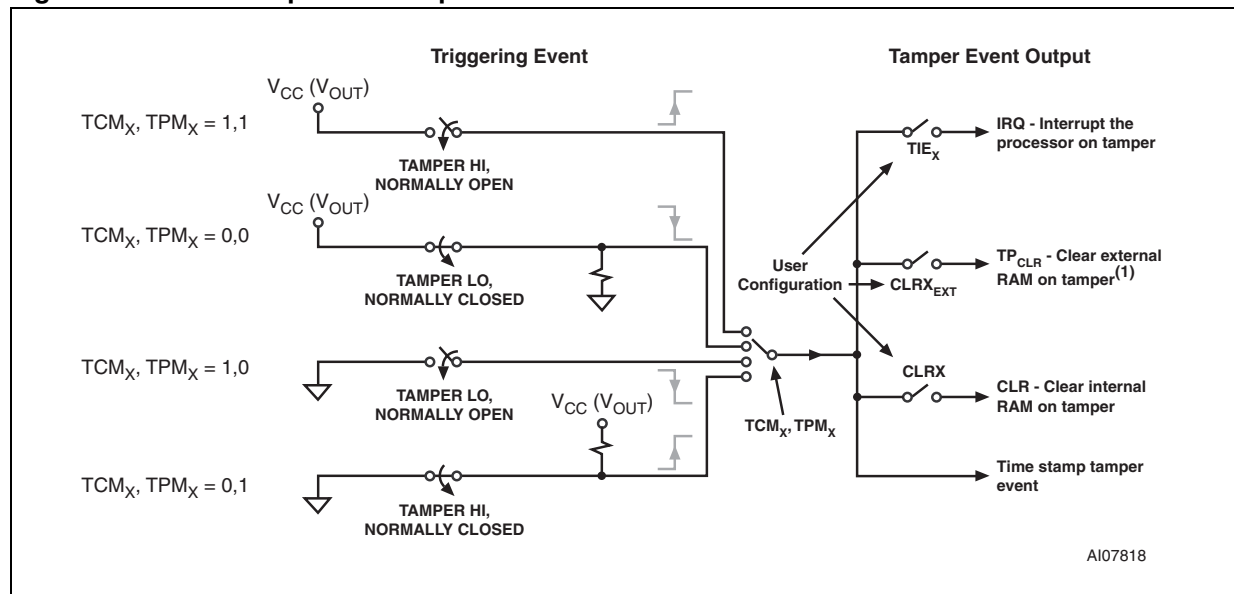 Triggering Event
Tamper Event Output
VCC (VOUT)
TCMX, TPMX = 1,1
TAMPER HI,
NORMALLY OPEN
TIEX
IRQ - Interrupt the
processor on tamper
VCC (VOUT)
TCMX, TPMX = 0,0
TAMPER LO,
NORMALLY CLOSED
User
Configuration
CLRXEXT
TPCLR - Clear external
RAM on tamper(1)
TCMX, TPMX = 1,0
TAMPER LO,
NORMALLY OPEN
VCC (VOUT)
TCMX, TPMX
CLRX
CLR - Clear internal
RAM on tamper
TCMX, TPMX = 0,1
TAMPER HI,
NORMALLY CLOSED
Time stamp tamper
event
AI07818